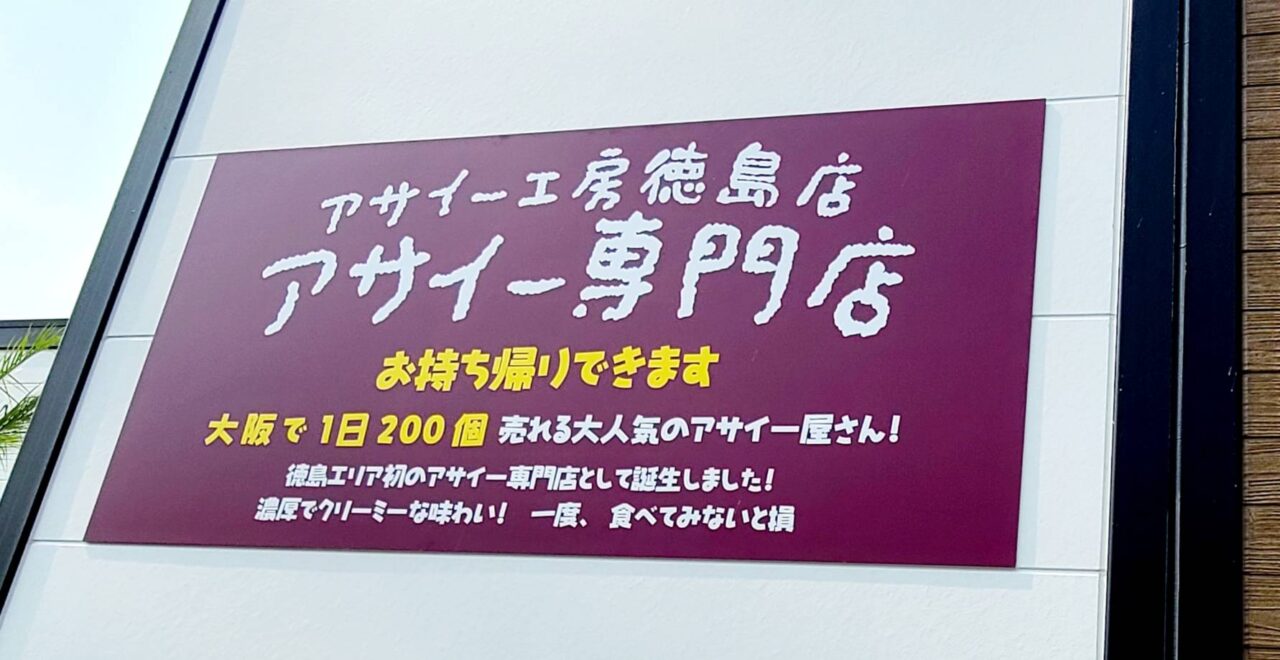 アサイー工房徳島店
アサイー専門店
お持ち帰りできます
大阪で1日200個 売れる大人気のアサイー屋さん!
徳島エリア初のアサイー専門店として誕生しました!
濃厚でクリーミーな味わい! 一度、食べてみないと損